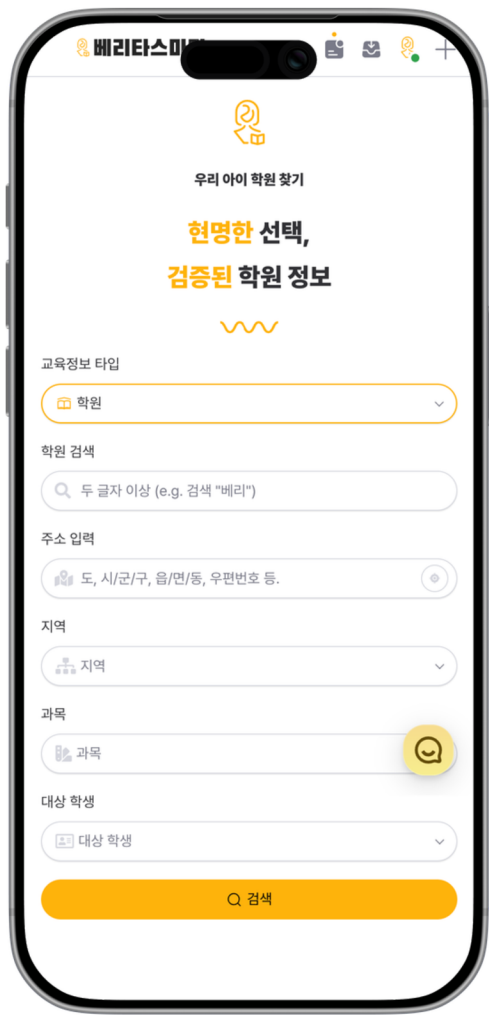 베리타스마
우리 아이 학원 찾기
현명한 선택,
검증된 학원 정보
교육정보 타입
학원
학원 검색
두 글자 이상 (e.g. 검색 "베리")
주소 입력
도, 시/군/구, 읍/면/동, 우편번호 등.
지역
지역
과목
과목
대상 학생
대상 학생
검색